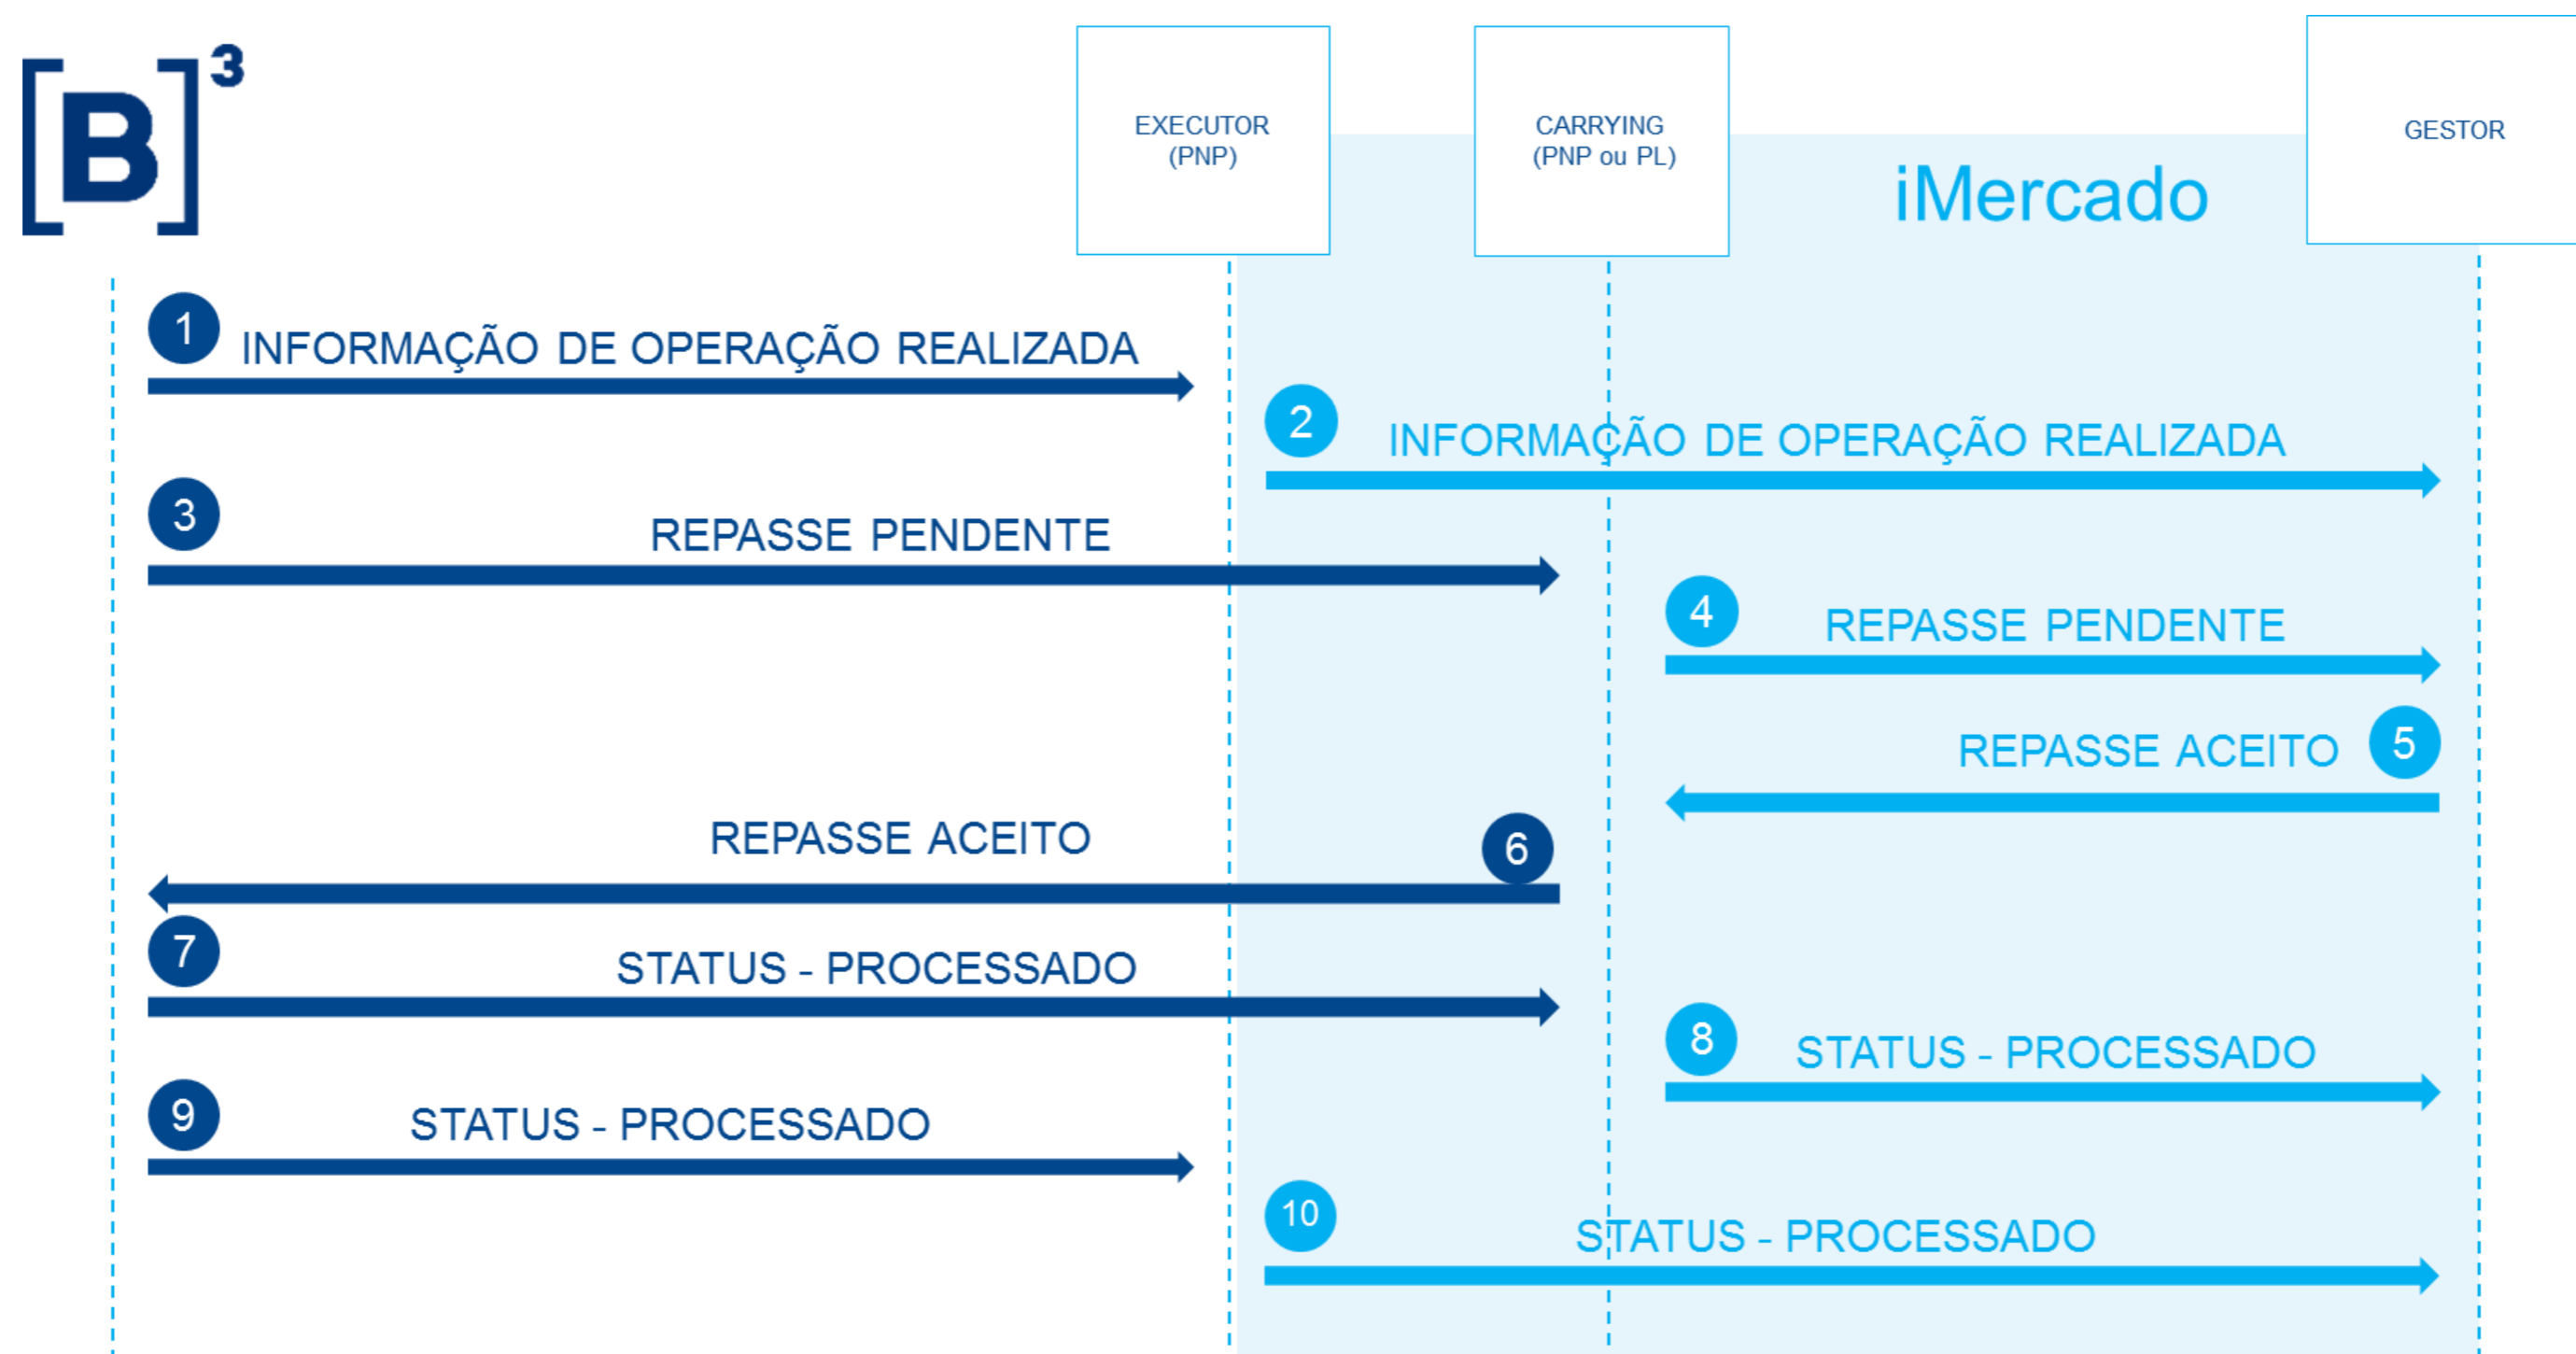 [B]³
EXECUTOR
(PNP)
CARRYING
(PNP ou PL)
GESTOR
iMercado
1
INFORMAÇÃO DE OPERAÇÃO REALIZADA
2
INFORMAÇÃO DE OPERAÇÃO REALIZADA
3
REPASSE PENDENTE
4
REPASSE PENDENTE
REPASSE ACEITO
5
REPASSE ACEITO
6
7
STATUS - PROCESSADO
8
STATUS - PROCESSADO
9
STATUS - PROCESSADO
10
STATUS - PROCESSADO